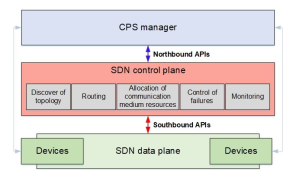 CPS manager
Northbound APIs
SDN control plane
Discover of
topology
Routing
Allocation of
communication
medium resources
Control of
failures
Monitoring
Southbound APIs
Devices
SDN data plane
Devices